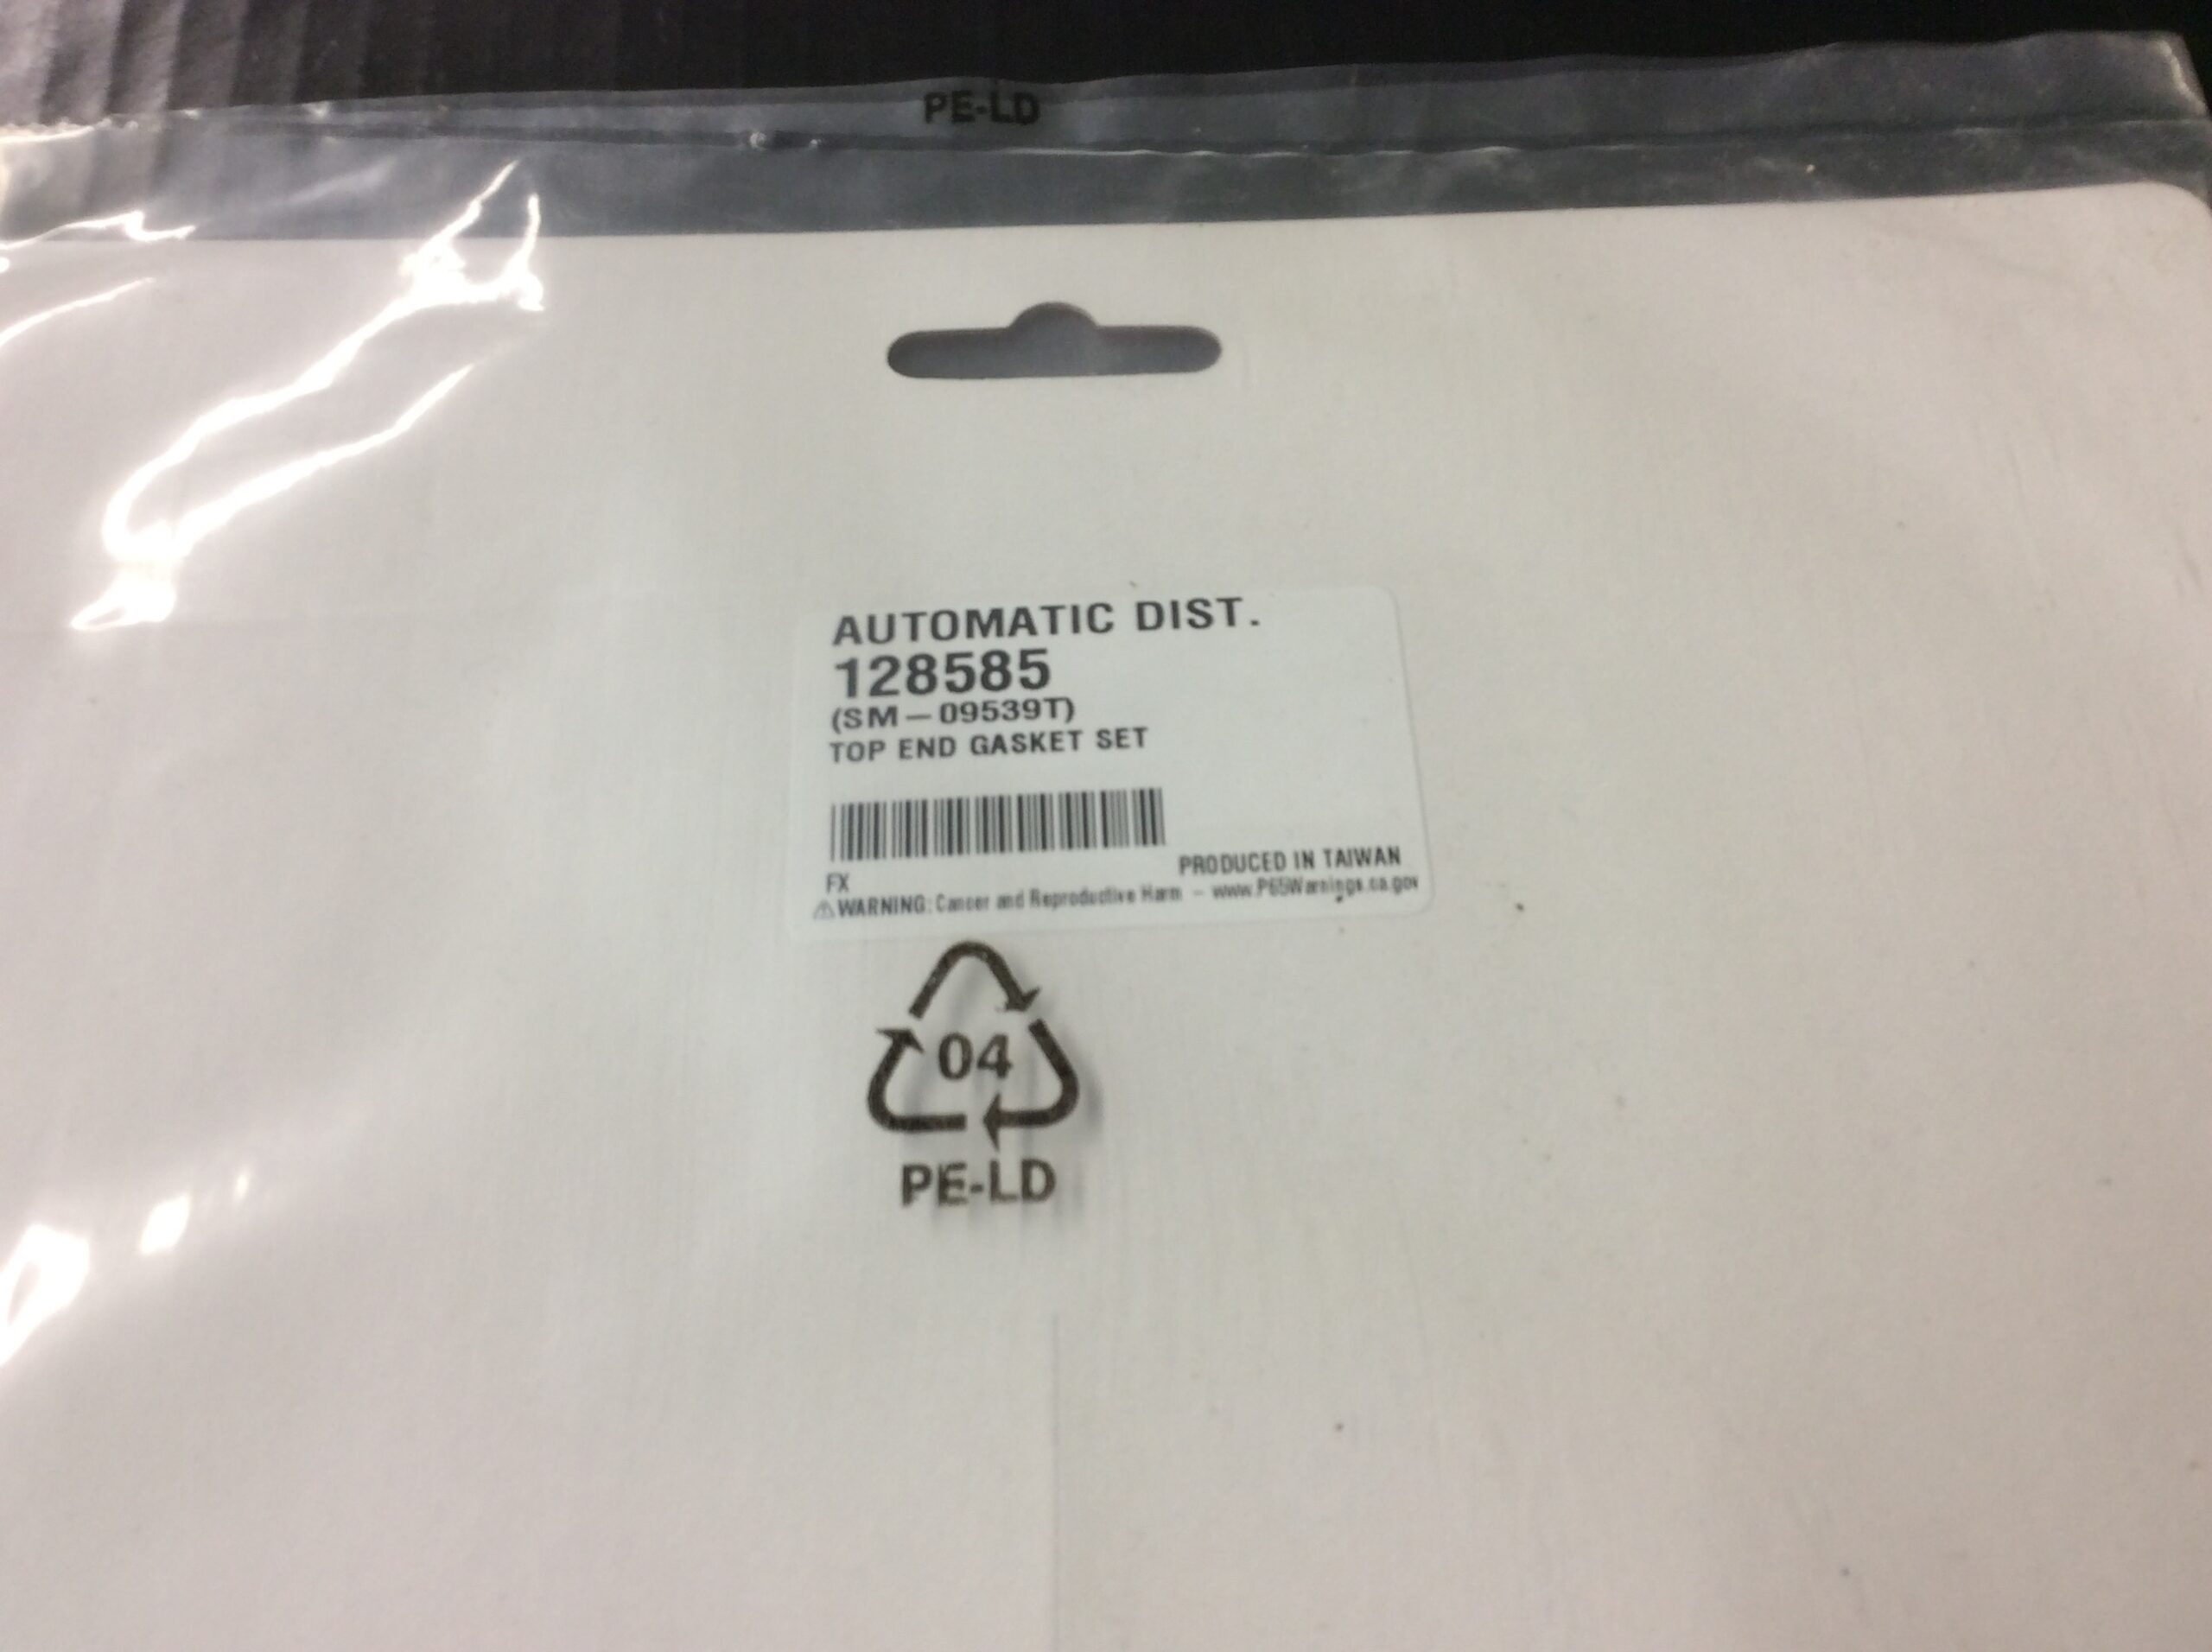 PE-LD
AUTOMATIC DIST.
128585
(SM-09539T)
TOP END GASKET SET
PRODUCED IN TAIWAN
FX
⚠WARNING: Cancer and Reproductive Harm - www.P65Warnings.ca.gov
04
PE-LD